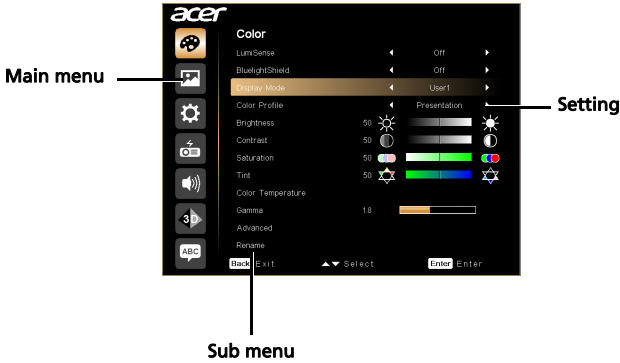 acer
Color
LumiSense Off
BluelightShield Off
Display Mode User1
Color Profile Presentation
Brightness 50
Contrast 50
Saturation 50
Tint 50
Color Temperature
Gamma 1.8
Advanced
Rename
Back Exit Select Enter Enter
3D
ABC
Main menu
Setting
Sub menu